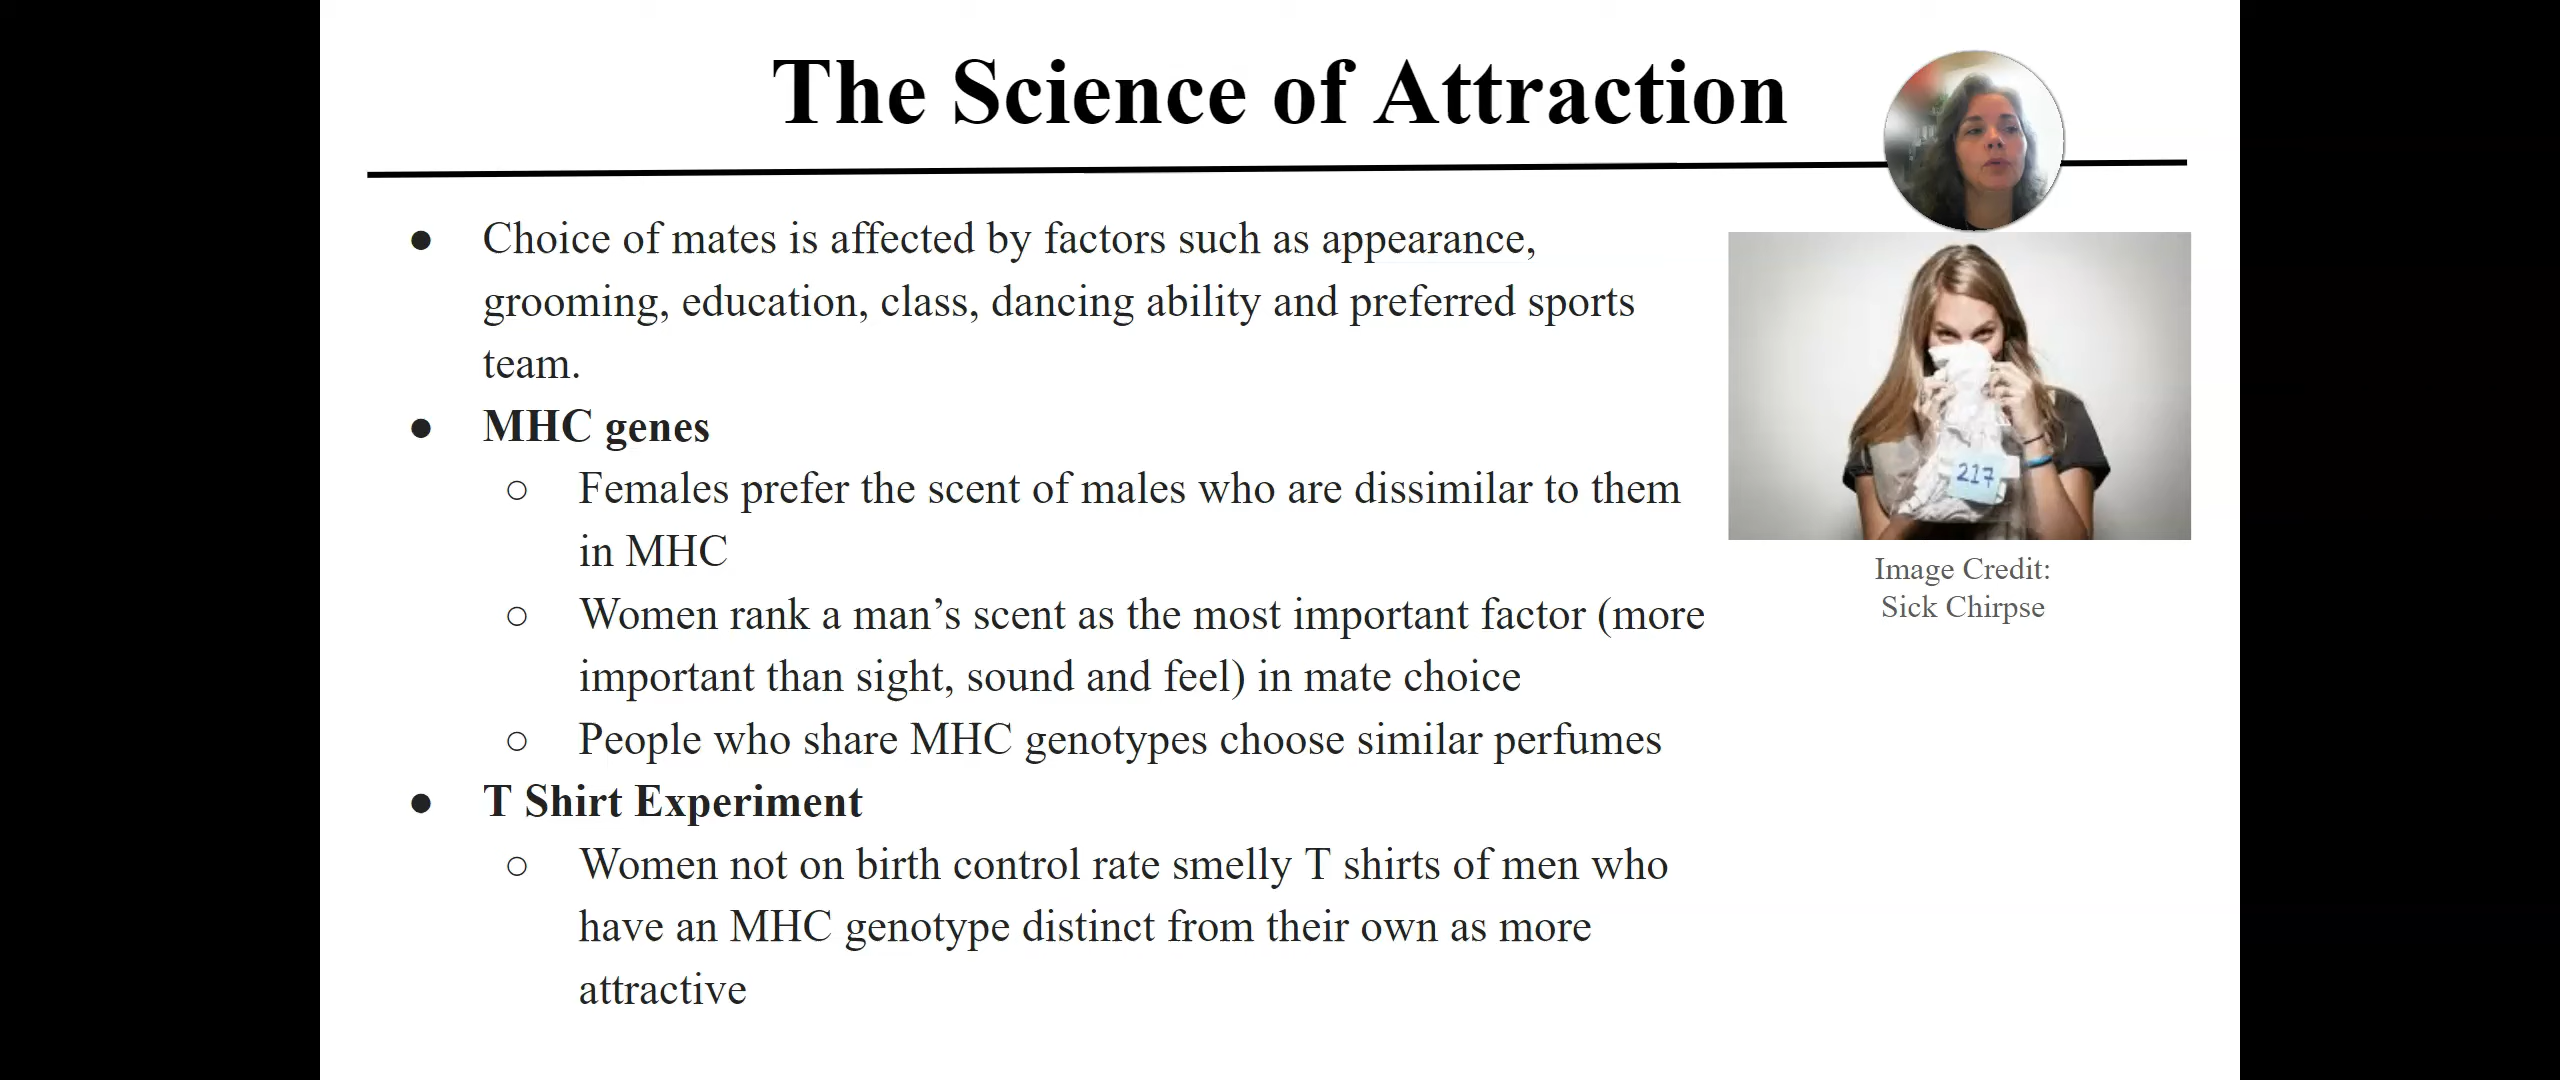 The Science of Attraction
● Choice of mates is affected by factors such as appearance,
grooming, education, class, dancing ability and preferred sports
team.
● MHC genes
○ Females prefer the scent of males who are dissimilar to them
in MHC
○ Women rank a man’s scent as the most important factor (more
important than sight, sound and feel) in mate choice
○ People who share MHC genotypes choose similar perfumes
● T Shirt Experiment
○ Women not on birth control rate smelly T shirts of men who
have an MHC genotype distinct from their own as more
attractive
217
Image Credit:
Sick Chirpse